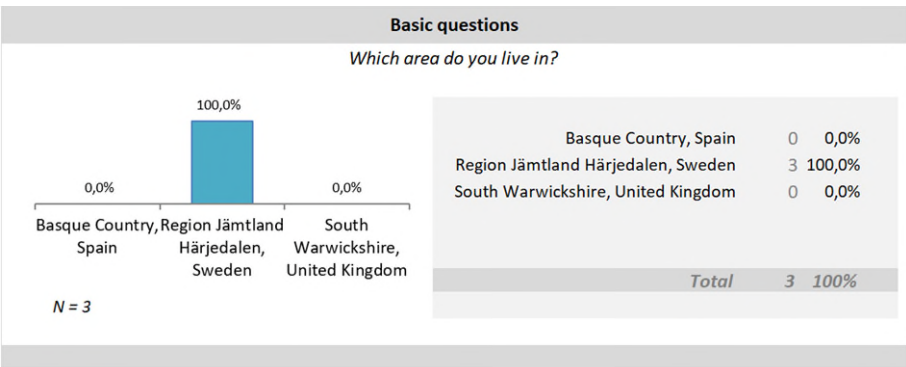 Basic questions
Which area do you live in?
100,0%
0,0%
0,0%
Basque Country, Spain
Region Jämtland Härjedalen, Sweden
South Warwickshire, United Kingdom
N = 3
Basque Country, Spain 0 0,0%
Region Jämtland Härjedalen, Sweden 3 100,0%
South Warwickshire, United Kingdom 0 0,0%
Total 3 100%